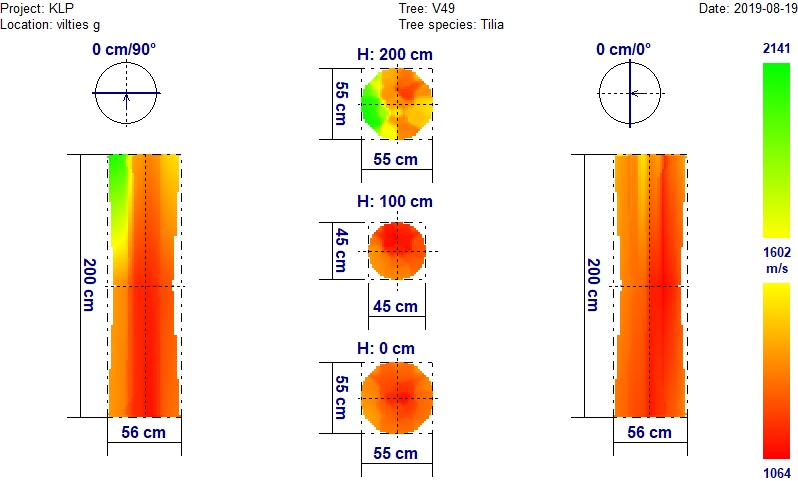 Project: KLP
Tree: V49
Date: 2019-08-19
Location: vilties g
Tree species: Tilia
0 cm/90°
H: 200 cm
0 cm/0°
2141
55 cm
55 cm
H: 100 cm
45 cm
45 cm
200 cm
200 cm
1602
m/s
H: 0 cm
55 cm
55 cm
56 cm
56 cm
1064